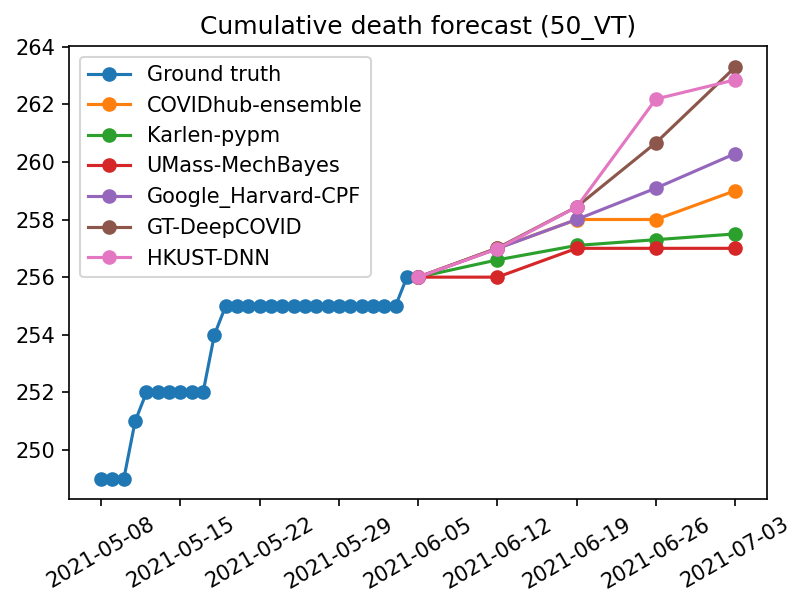 Cumulative death forecast (50_VT)
264
262
260
258
256
254
252
250
Ground truth
COVIDhub-ensemble
Karlen-pypm
UMass-MechBayes
Google_Harvard-CPF
GT-DeepCOVID
HKUST-DNN
2021-05-08
2021-05-15
2021-05-22
2021-05-29
2021-06-05
2021-06-12
2021-06-19
2021-06-26
2021-07-03